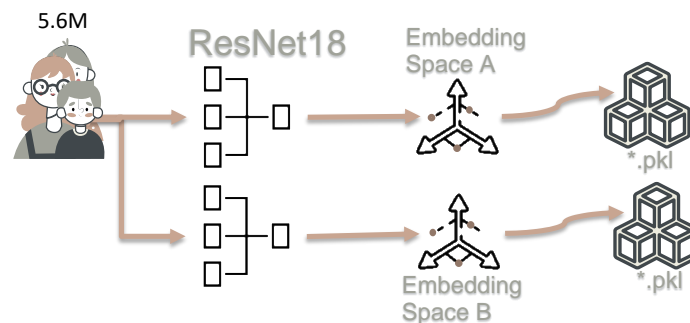 5.6M
ResNet18
Embedding
Space A
*.pkl
Embedding
Space B
*.pkl